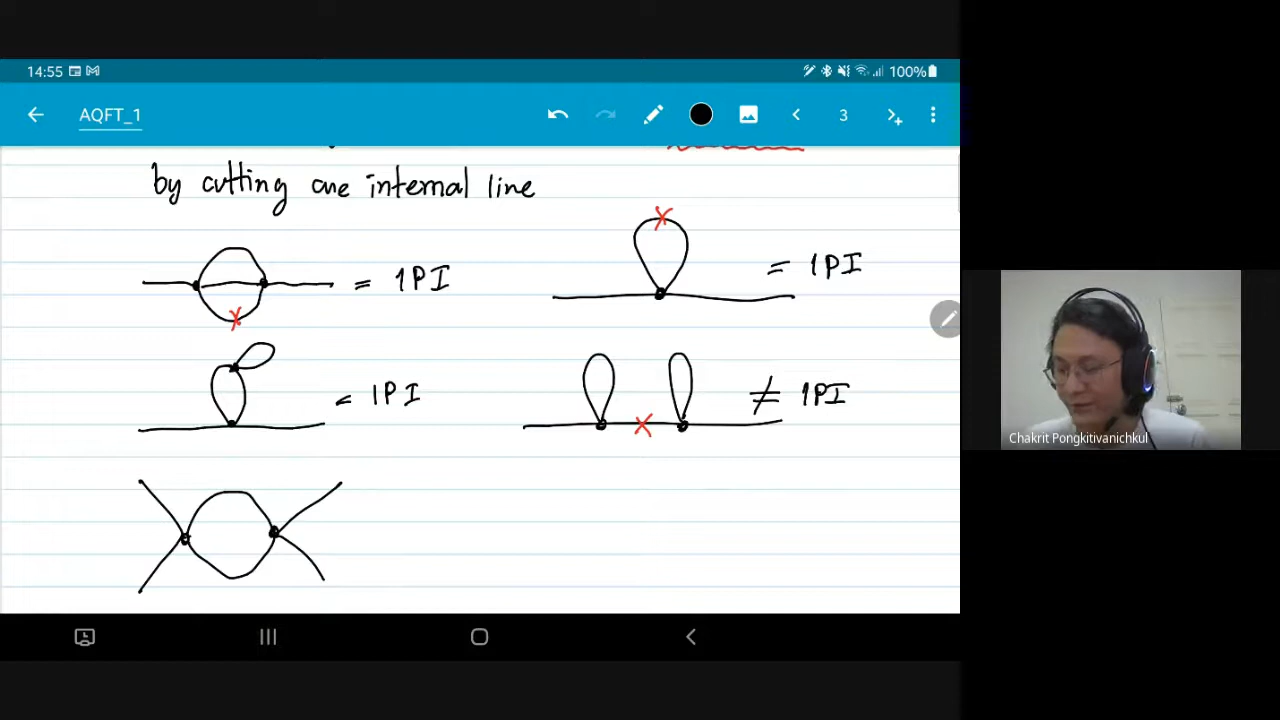 14:55 100%
AQFT_1 3
by cutting one internal line
= 1PI
= 1PI
= 1PI
≠ 1PI
Chakrit Pongkitivanichkul